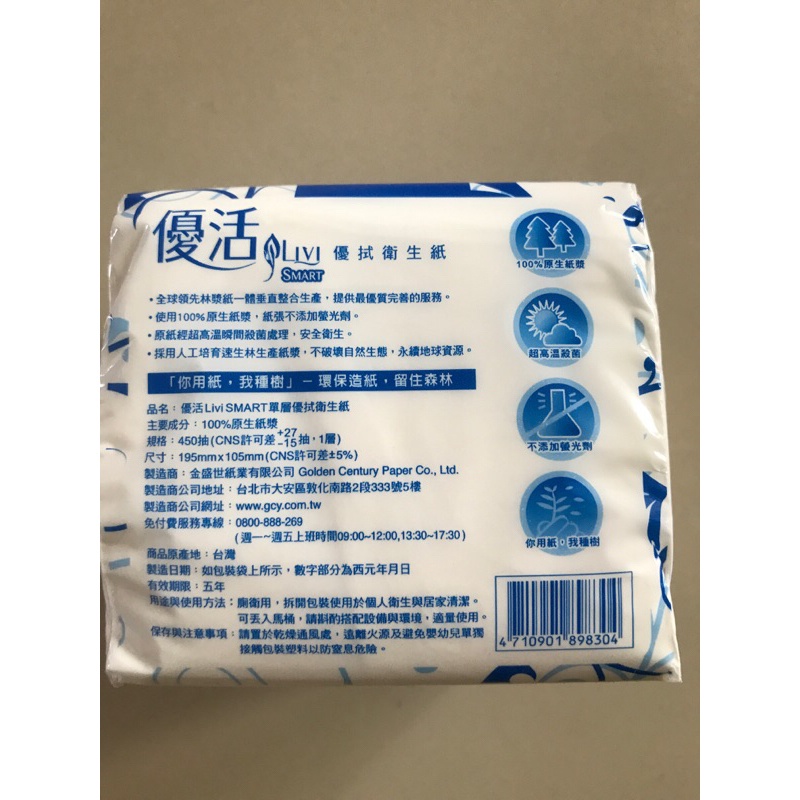 優活 LIVI SMART 優拭衛生紙
•全球領先林漿紙一體垂直整合生產,提供最優質完善的服務。
•使用100%原生紙漿,紙張不添加螢光劑。
•原紙經超高溫瞬間殺菌處理,安全衛生。
•採用人工培育速生林生產紙漿,不破壞自然生態,永續地球資源。
「你用紙,我種樹」-環保造紙,留住森林
品名:優活Livi SMART單層優拭衛生紙
主要成分:100%原生紙漿
規格:450抽(CNS許可差+27-15抽,1層)
尺寸:195mm x 105mm(CNS許可差±5%)
製造商:金盛世紙業有限公司 Golden Century Paper Co., Ltd.
製造商公司地址:台北市大安區敦化南路2段333號5樓
製造商公司網址:www.gcy.com.tw
免付費服務專線:0800-888-269
(週一~週五上班時間09:00~12:00,13:30~17:30)
商品原產地:台灣
製造日期:如包裝袋上所示,數字部分為西元年月日
有效期限:五年
用途與使用方法:廁衛用,拆開包裝使用於個人衛生與居家清潔。
可丟入馬桶,請斟酌搭配設備與環境,適量使用。
保存與注意事項:請置於乾燥通風處,遠離火源及避免嬰幼兒單獨
接觸包裝塑料以防窒息危險。
100%原生紙漿
超高溫殺菌
不添加螢光劑
你用紙,我種樹
4 710901 898304